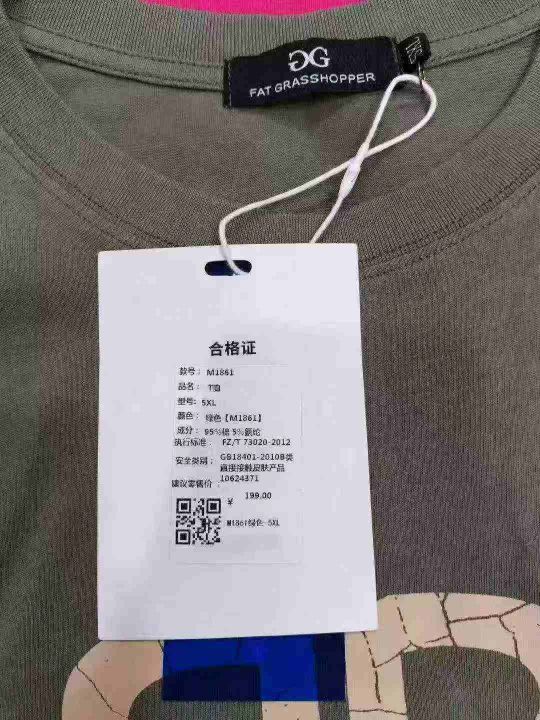 GG
FAT GRASSHOPPER
合格证
款号： M1861
品名： T恤
型号: 5XL
颜色： 绿色【M1861】
成分： 95%棉 5%氨纶
执行标准： FZ/T 73020-2012
安全类别： GB18401-2010B类
直接接触皮肤产品
10624371
建议零售价：
¥ 199.00
M1861绿色-5XL